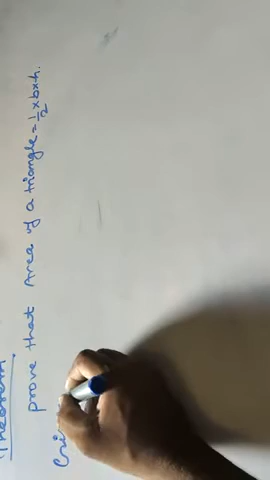 Theorem
prove that Area of a triangle = 1/2 x b x h.